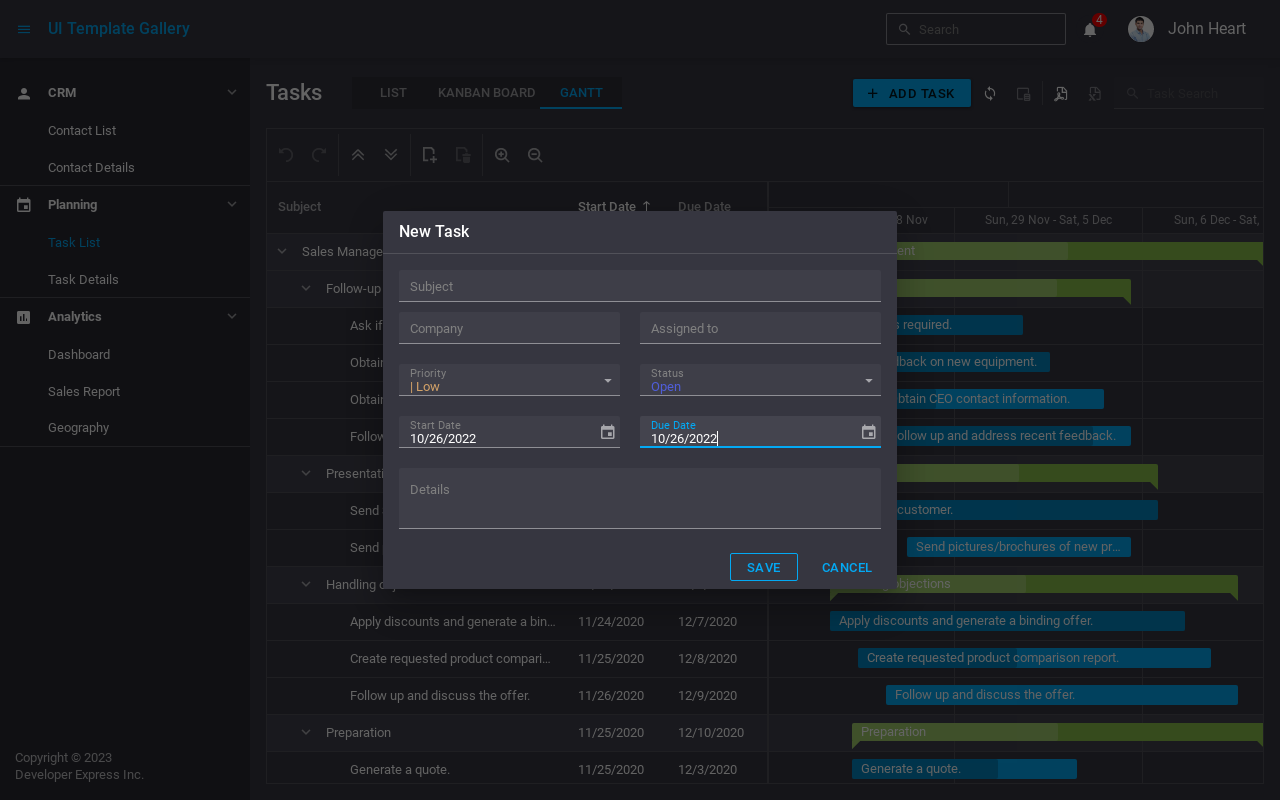 UI Template Gallery
Search
4
John Heart
CRM
Contact List
Contact Details
Planning
Task List
Task Details
Analytics
Dashboard
Sales Report
Geography
Copyright © 2023
Developer Express Inc.
Tasks
LIST
KANBAN BOARD
GANTT
ADD TASK
Task Search
Subject
Start Date
Due Date
8 Nov
Sun, 29 Nov - Sat, 5 Dec
Sun, 6 Dec - Sat,
Sales Manage
ent
Follow-up
Ask if
s required.
Obtain
dback on new equipment.
Obtain
btain CEO contact information.
Follow
ollow up and address recent feedback.
Presentati
Send
customer.
Send
Send pictures/brochures of new pr...
Handling o
objections
Apply discounts and generate a bin...
11/24/2020
12/7/2020
Apply discounts and generate a binding offer.
Create requested product compari...
11/25/2020
12/8/2020
Create requested product comparison report.
Follow up and discuss the offer.
11/26/2020
12/9/2020
Follow up and discuss the offer.
Preparation
11/25/2020
12/10/2020
Preparation
Generate a quote.
11/25/2020
12/3/2020
Generate a quote.
New Task
Subject
Company
Assigned to
Priority
| Low
Status
Open
Start Date
10/26/2022
Due Date
10/26/2022
Details
SAVE
CANCEL